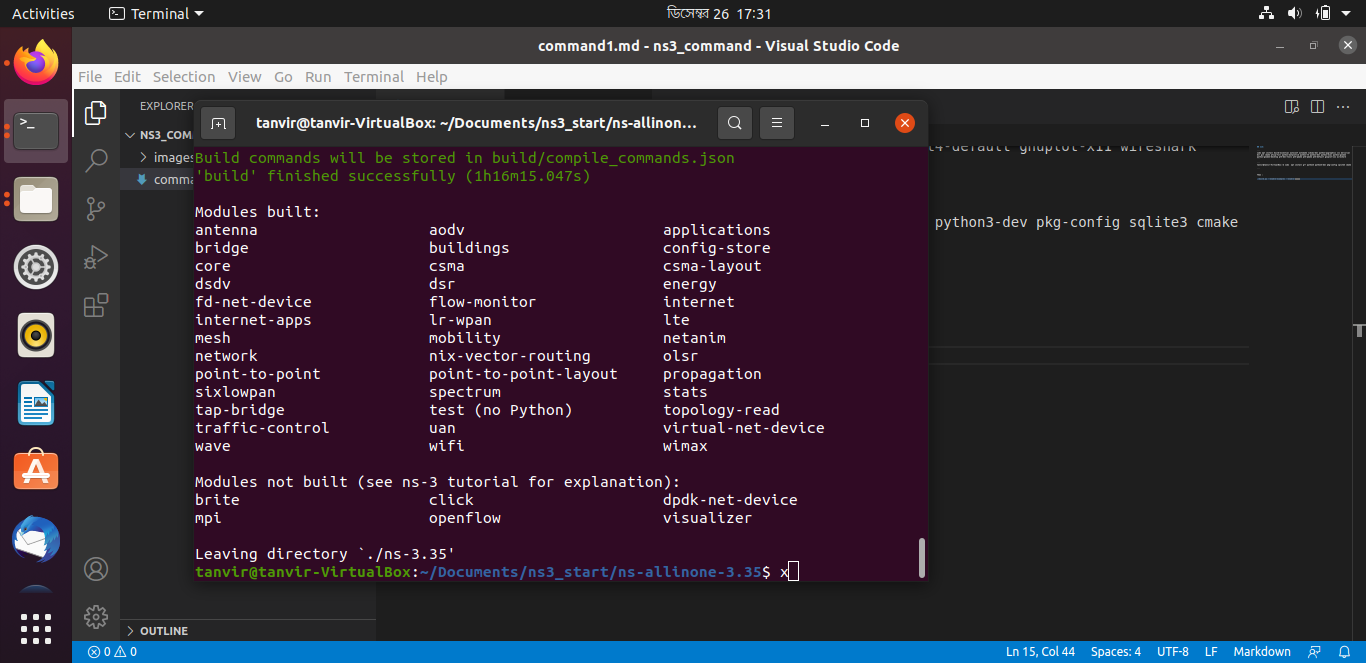 Activities Terminal ডিসেম্বর 26 17:31
command1.md - ns3_command - Visual Studio Code
File Edit Selection View Go Run Terminal Help
EXPLORER
NS3_COM
images
comma
OUTLINE
tanvir@tanvir-VirtualBox: ~/Documents/ns3_start/ns-allinon...
Build commands will be stored in build/compile_commands.json
'build' finished successfully (1h16m15.047s)
Modules built:
antenna aodv applications
bridge buildings config-store
core csma csma-layout
dsdv dsr energy
fd-net-device flow-monitor internet
internet-apps lr-wpan lte
mesh mobility netanim
network nix-vector-routing olsr
point-to-point point-to-point-layout propagation
sixlowpan spectrum stats
tap-bridge test (no Python) topology-read
traffic-control uan virtual-net-device
wave wifi wimax
Modules not built (see ns-3 tutorial for explanation):
brite click dpdk-net-device
mpi openflow visualizer
Leaving directory `./ns-3.35'
tanvir@tanvir-VirtualBox:~/Documents/ns3_start/ns-allinone-3.35$ x
t4-default gnuplot-x11 wireshark
python3-dev pkg-config sqlite3 cmake
0 0 Ln 15, Col 44 Spaces: 4 UTF-8 LF Markdown